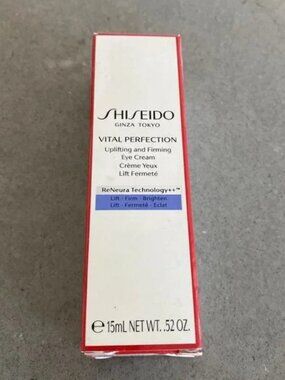 SHISEIDO
GINZA TOKYO
VITAL PERFECTION
Uplifting and Firming
Eye Cream
Crème Yeux
Lift Fermeté
ReNeura Technology++™
Lift · Firm · Brighten
Lift · Fermeté · Éclat
℮ 15mL NET WT. .52 OZ.